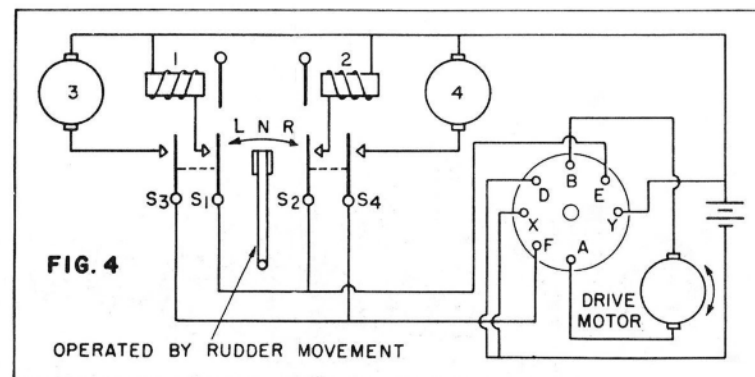 1
2
3
4
L N R
S3
S1
S2
S4
B
D
E
X
Y
F
A
FIG. 4
DRIVE
MOTOR
OPERATED BY RUDDER MOVEMENT